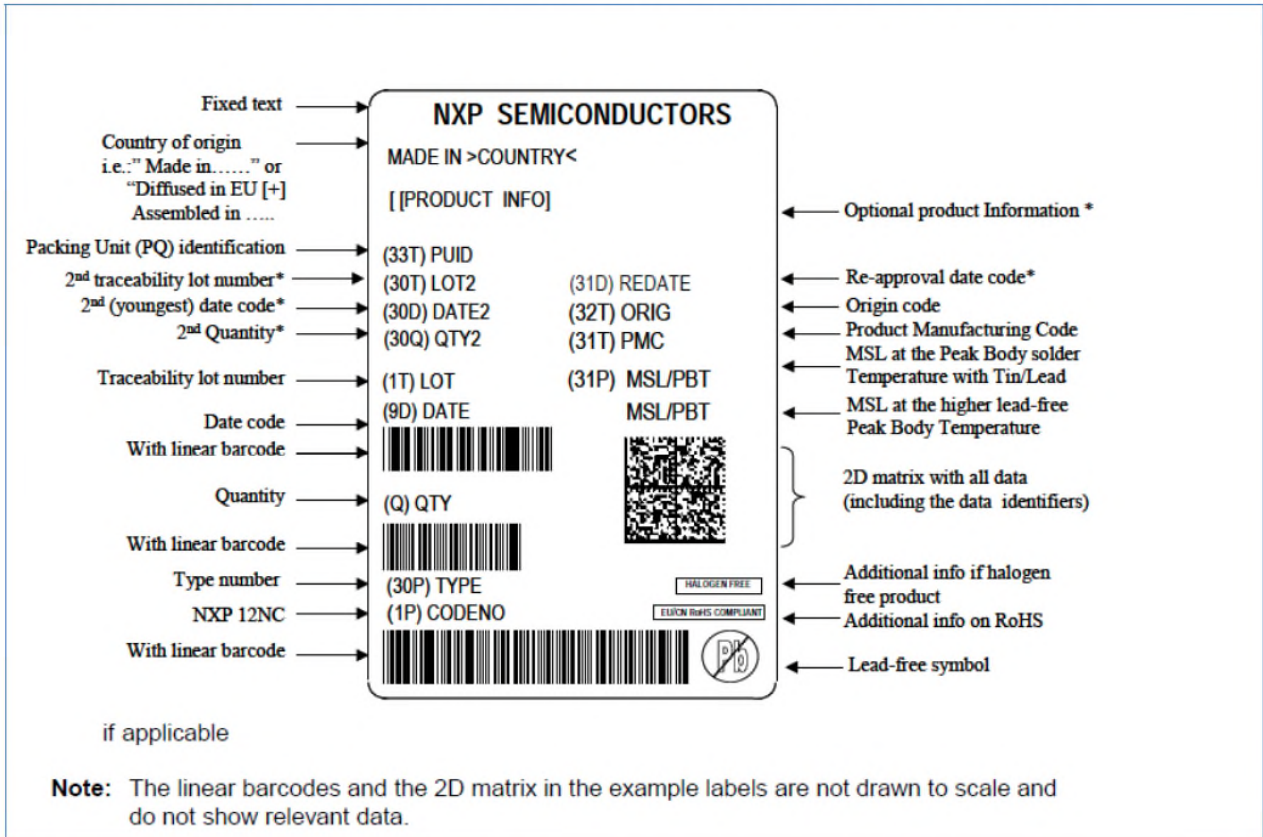 Fixed text
Country of origin
i.e.:” Made in……” or
“Diffused in EU [+]
Assembled in …..
Packing Unit (PQ) identification
2nd traceability lot number*
2nd (youngest) date code*
2nd Quantity*
Traceability lot number
Date code
With linear barcode
Quantity
With linear barcode
Type number
NXP 12NC
With linear barcode
NXP SEMICONDUCTORS
MADE IN >COUNTRY<
[ [PRODUCT INFO]
(33T) PUID
(30T) LOT2 (31D) REDATE
(30D) DATE2 (32T) ORIG
(30Q) QTY2 (31T) PMC
(1T) LOT (31P) MSL/PBT
(9D) DATE MSL/PBT
(Q) QTY
(30P) TYPE HALOGEN FREE
(1P) CODENO EU/CN RoHS COMPLIANT
Pb
Optional product Information *
Re-approval date code*
Origin code
Product Manufacturing Code
MSL at the Peak Body solder
Temperature with Tin/Lead
MSL at the higher lead-free
Peak Body Temperature
2D matrix with all data
(including the data identifiers)
Additional info if halogen
free product
Additional info on RoHS
Lead-free symbol
if applicable
Note: The linear barcodes and the 2D matrix in the example labels are not drawn to scale and
do not show relevant data.